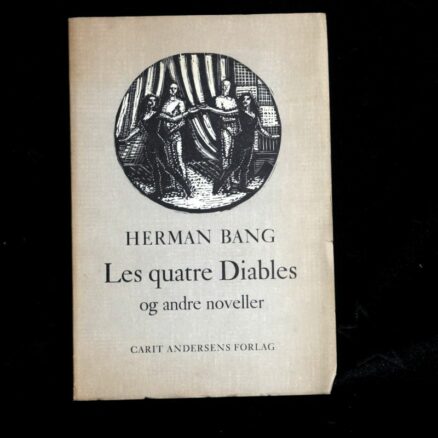 HERMAN BANG
Les quatre Diables
og andre noveller
CARIT ANDERSENS FORLAG